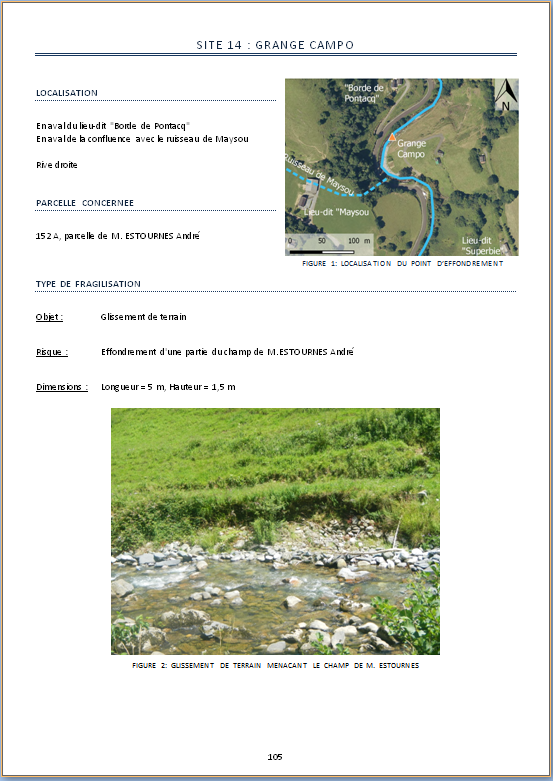 SITE 14 : GRANGE CAMPO
LOCALISATION
En aval du lieu-dit "Borde de Pontacq"
En aval de la confluence avec le ruisseau de Maysou
Rive droite
PARCELLE CONCERNEE
152 A, parcelle de M. ESTOURNES André
"Borde de
Pontacq"
N
Grange
Campo
Ruisseau de Maysou
Lieu-dit "Maysou
Lieu-dit
"Superbie"
0 50 100 m
FIGURE 1: LOCALISATION DU POINT D'EFFONDREMENT
TYPE DE FRAGILISATION
Objet : Glissement de terrain
Risque : Effondrement d'une partie du champ de M.ESTOURNES André
Dimensions : Longueur = 5 m, Hauteur = 1,5 m
FIGURE 2: GLISSEMENT DE TERRAIN MENACANT LE CHAMP DE M. ESTOURNES
105